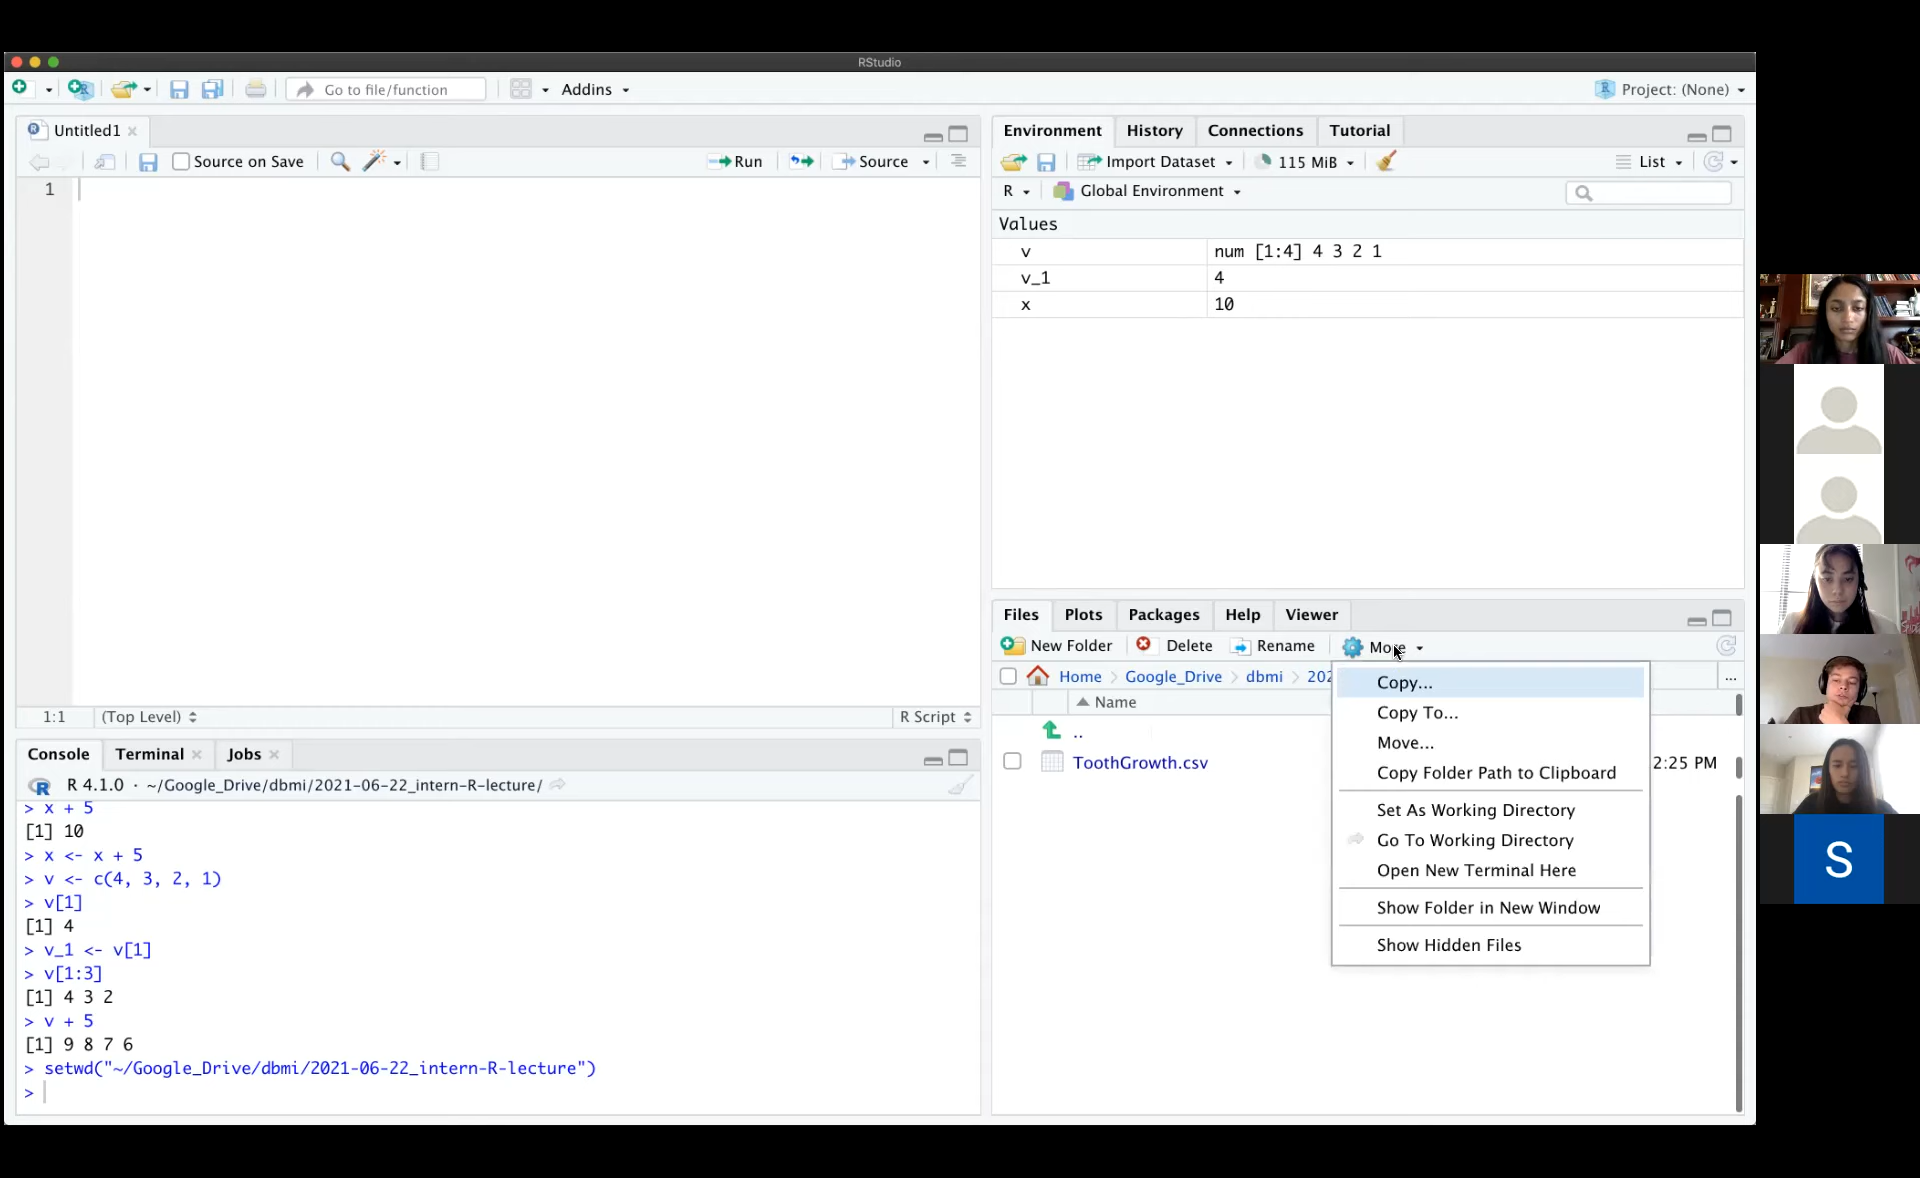 RStudio
Go to file/function
Addins
Project: (None)
Untitled1
Source on Save
Run
Source
1
1:1 (Top Level)
R Script
Console Terminal Jobs
R 4.1.0 · ~/Google_Drive/dbmi/2021-06-22_intern-R-lecture/
> x + 5
[1] 10
> x <- x + 5
> v <- c(4, 3, 2, 1)
> v[1]
[1] 4
> v_1 <- v[1]
> v[1:3]
[1] 4 3 2
> v + 5
[1] 9 8 7 6
> setwd("~/Google_Drive/dbmi/2021-06-22_intern-R-lecture")
>
Environment History Connections Tutorial
Import Dataset
115 MiB
List
R
Global Environment
Values
v num [1:4] 4 3 2 1
v_1 4
x 10
Files Plots Packages Help Viewer
New Folder Delete Rename More
Home > Google_Drive > dbmi > 202
...
Name
..
ToothGrowth.csv
2:25 PM
Copy...
Copy To...
Move...
Copy Folder Path to Clipboard
Set As Working Directory
Go To Working Directory
Open New Terminal Here
Show Folder in New Window
Show Hidden Files
S